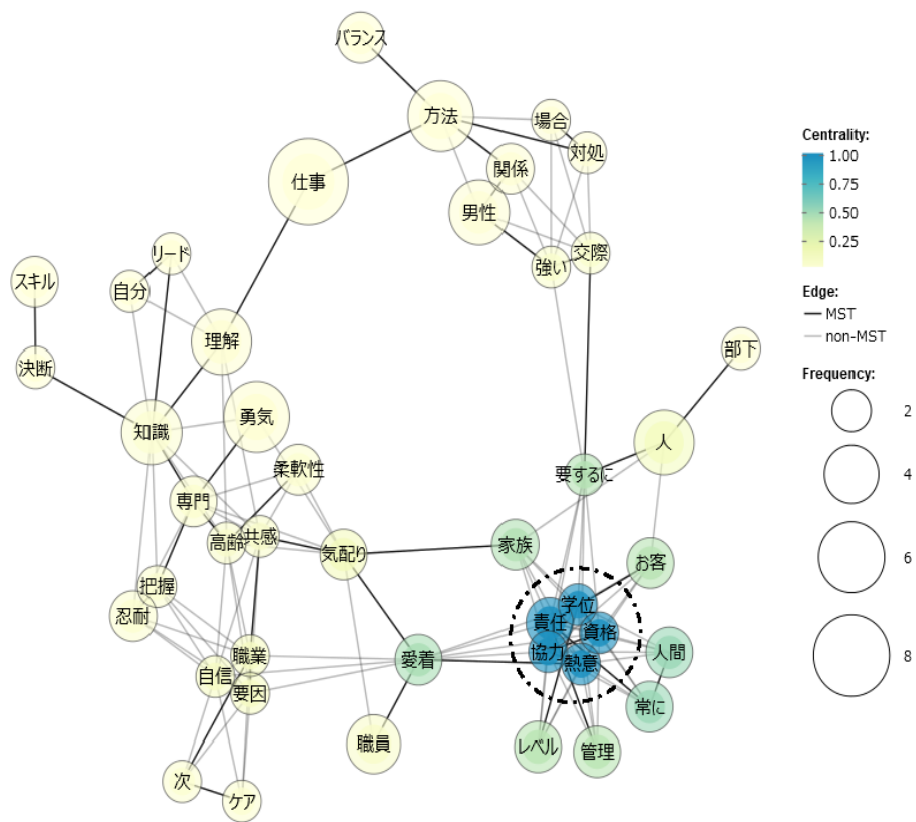 バランス
方法
場合
対処
関係
仕事
男性
交際
強い
リード
自分
スキル
理解
決断
部下
勇気
知識
人
柔軟性
要するに
専門
共感
高齢
気配り
家族
お客
把握
忍耐
学位
責任
資格
協力
熱意
人間
職業
愛着
自信
要因
常に
職員
レベル
管理
次
ケア
Centrality:
1.00
0.75
0.50
0.25
Edge:
MST
non-MST
Frequency:
2
4
6
8